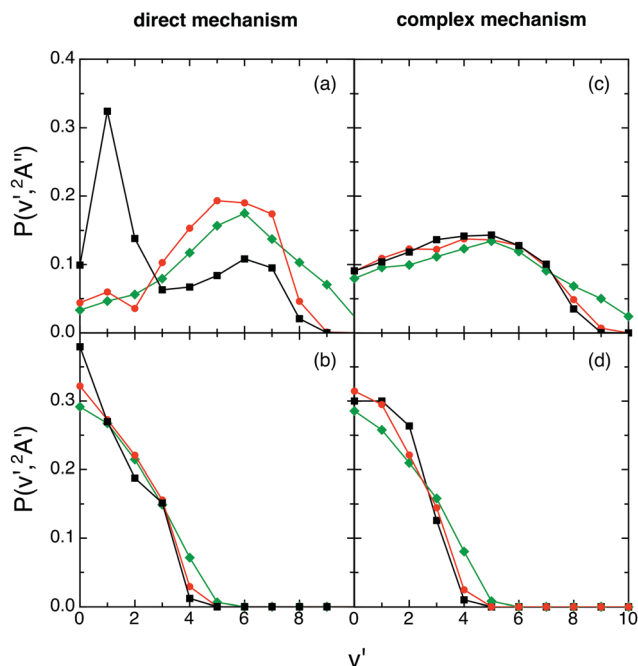 direct mechanism complex mechanism
0.4 (a) (c)
0.3
P(v',²A'') 0.2
0.1
0.0
(b) (d)
0.3
P(v',²A') 0.2
0.1
0.0
0 2 4 6 8 0 2 4 6 8 10
v'